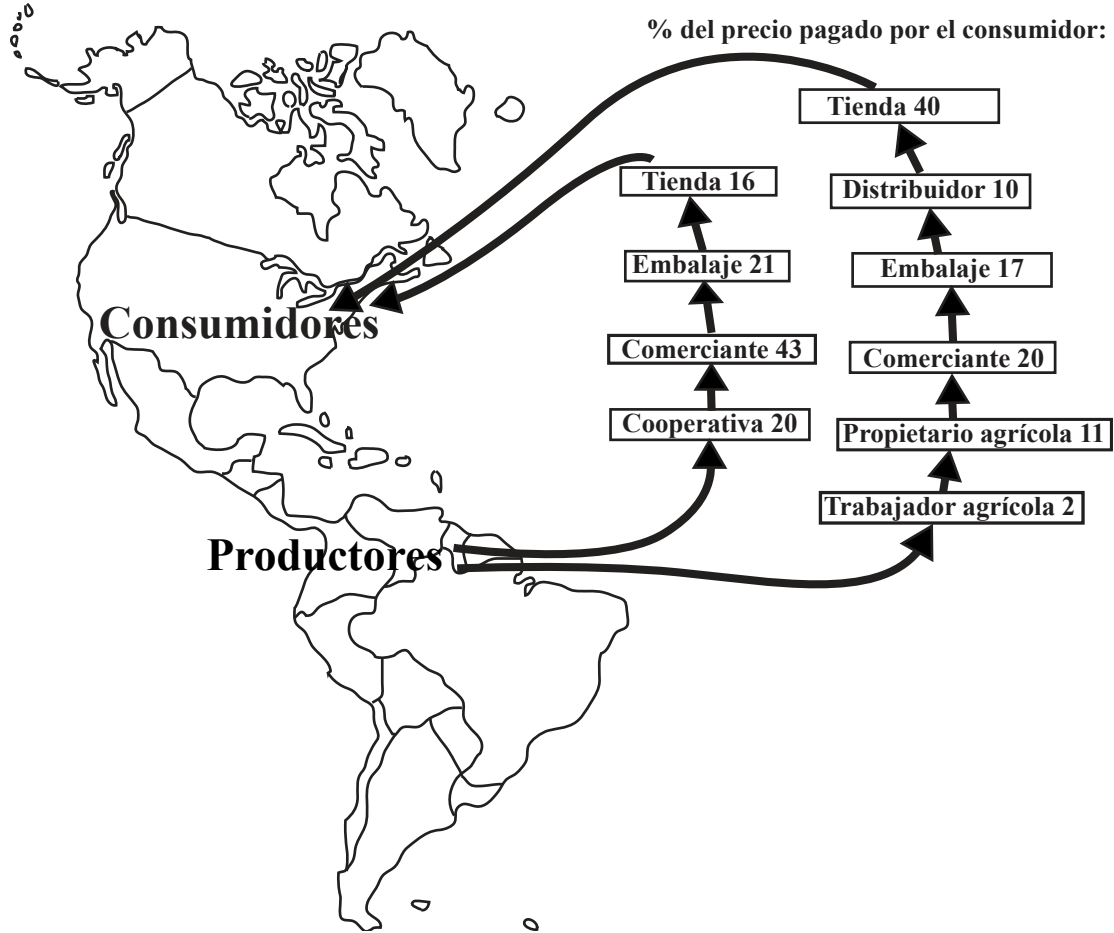 % del precio pagado por el consumidor:
Tienda 40
Tienda 16
Distribuidor 10
Embalaje 21
Embalaje 17
Consumidores
Comerciante 43
Comerciante 20
Cooperativa 20
Propietario agrícola 11
Trabajador agrícola 2
Productores